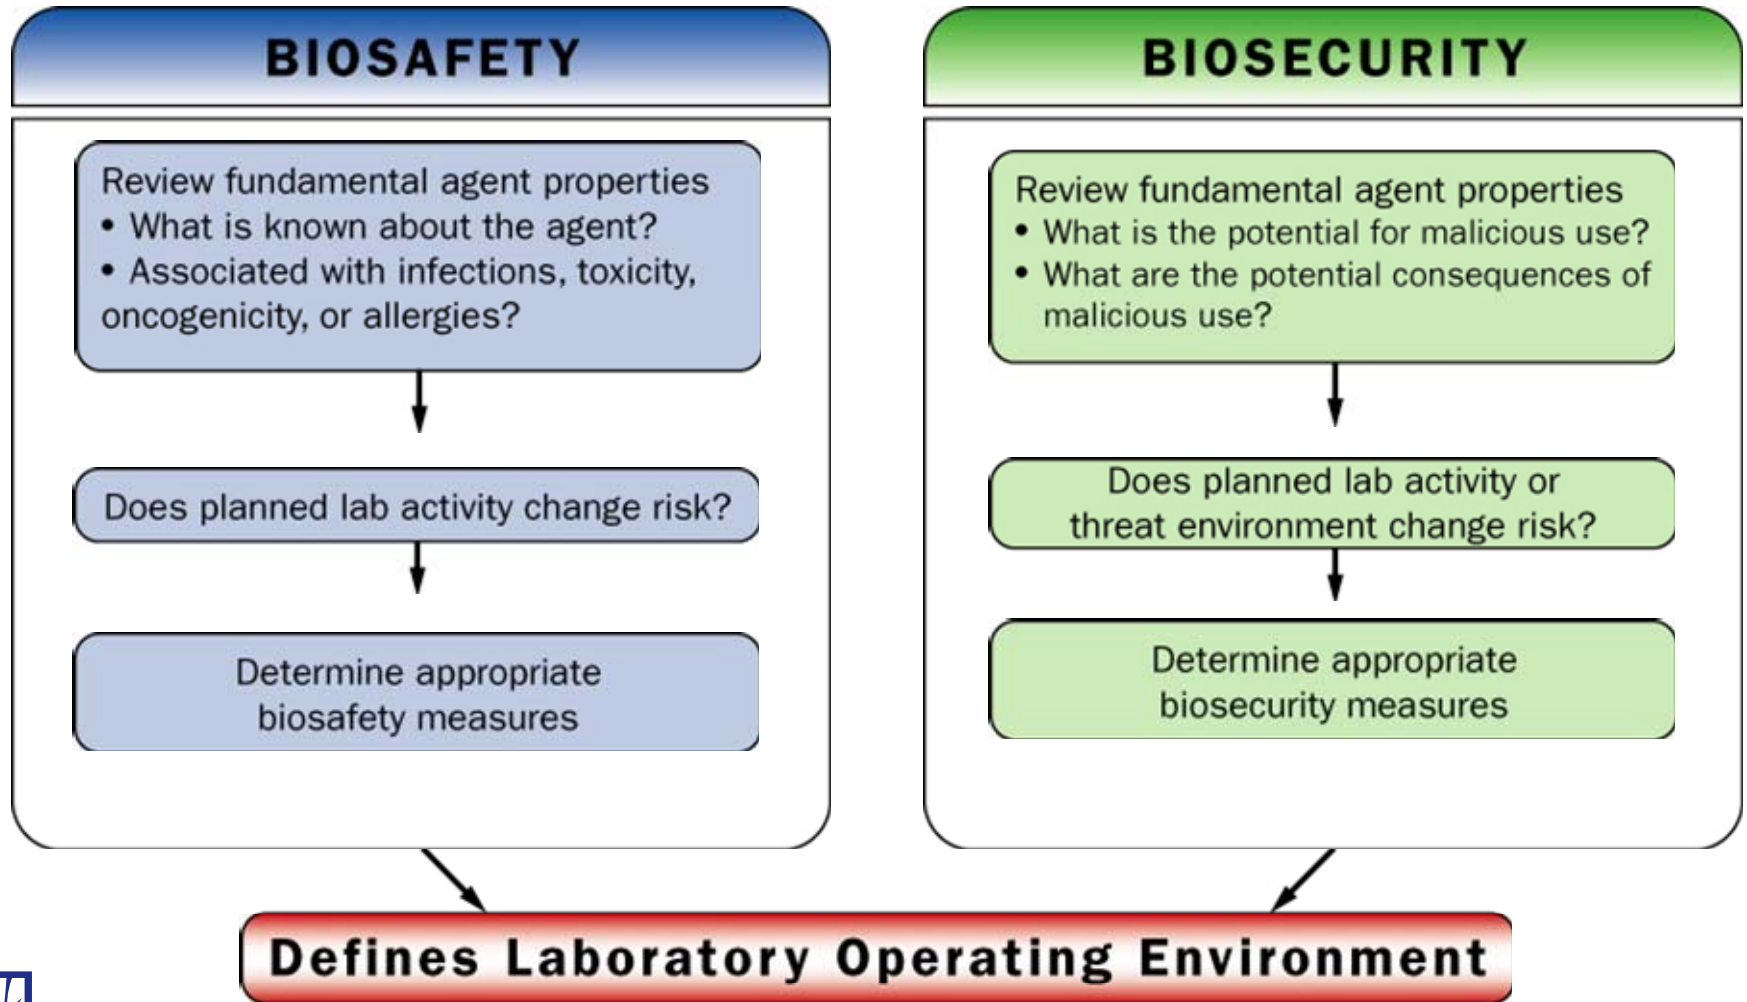 BIOSAFETY
Review fundamental agent properties
• What is known about the agent?
• Associated with infections, toxicity,
oncogenicity, or allergies?
Does planned lab activity change risk?
Determine appropriate
biosafety measures
BIOSECURITY
Review fundamental agent properties
• What is the potential for malicious use?
• What are the potential consequences of
malicious use?
Does planned lab activity or
threat environment change risk?
Determine appropriate
biosecurity measures
Defines Laboratory Operating Environment